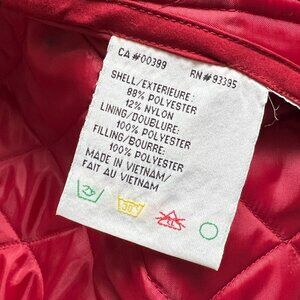 CA #00399 RN #93395
SHELL/EXTERIEURE:
88% POLYESTER
12% NYLON
LINING/DOUBLURE:
100% POLYESTER
FILLING/BOURRE:
100% POLYESTER
MADE IN VIETNAM/
FAIT AU VIETNAM
30°